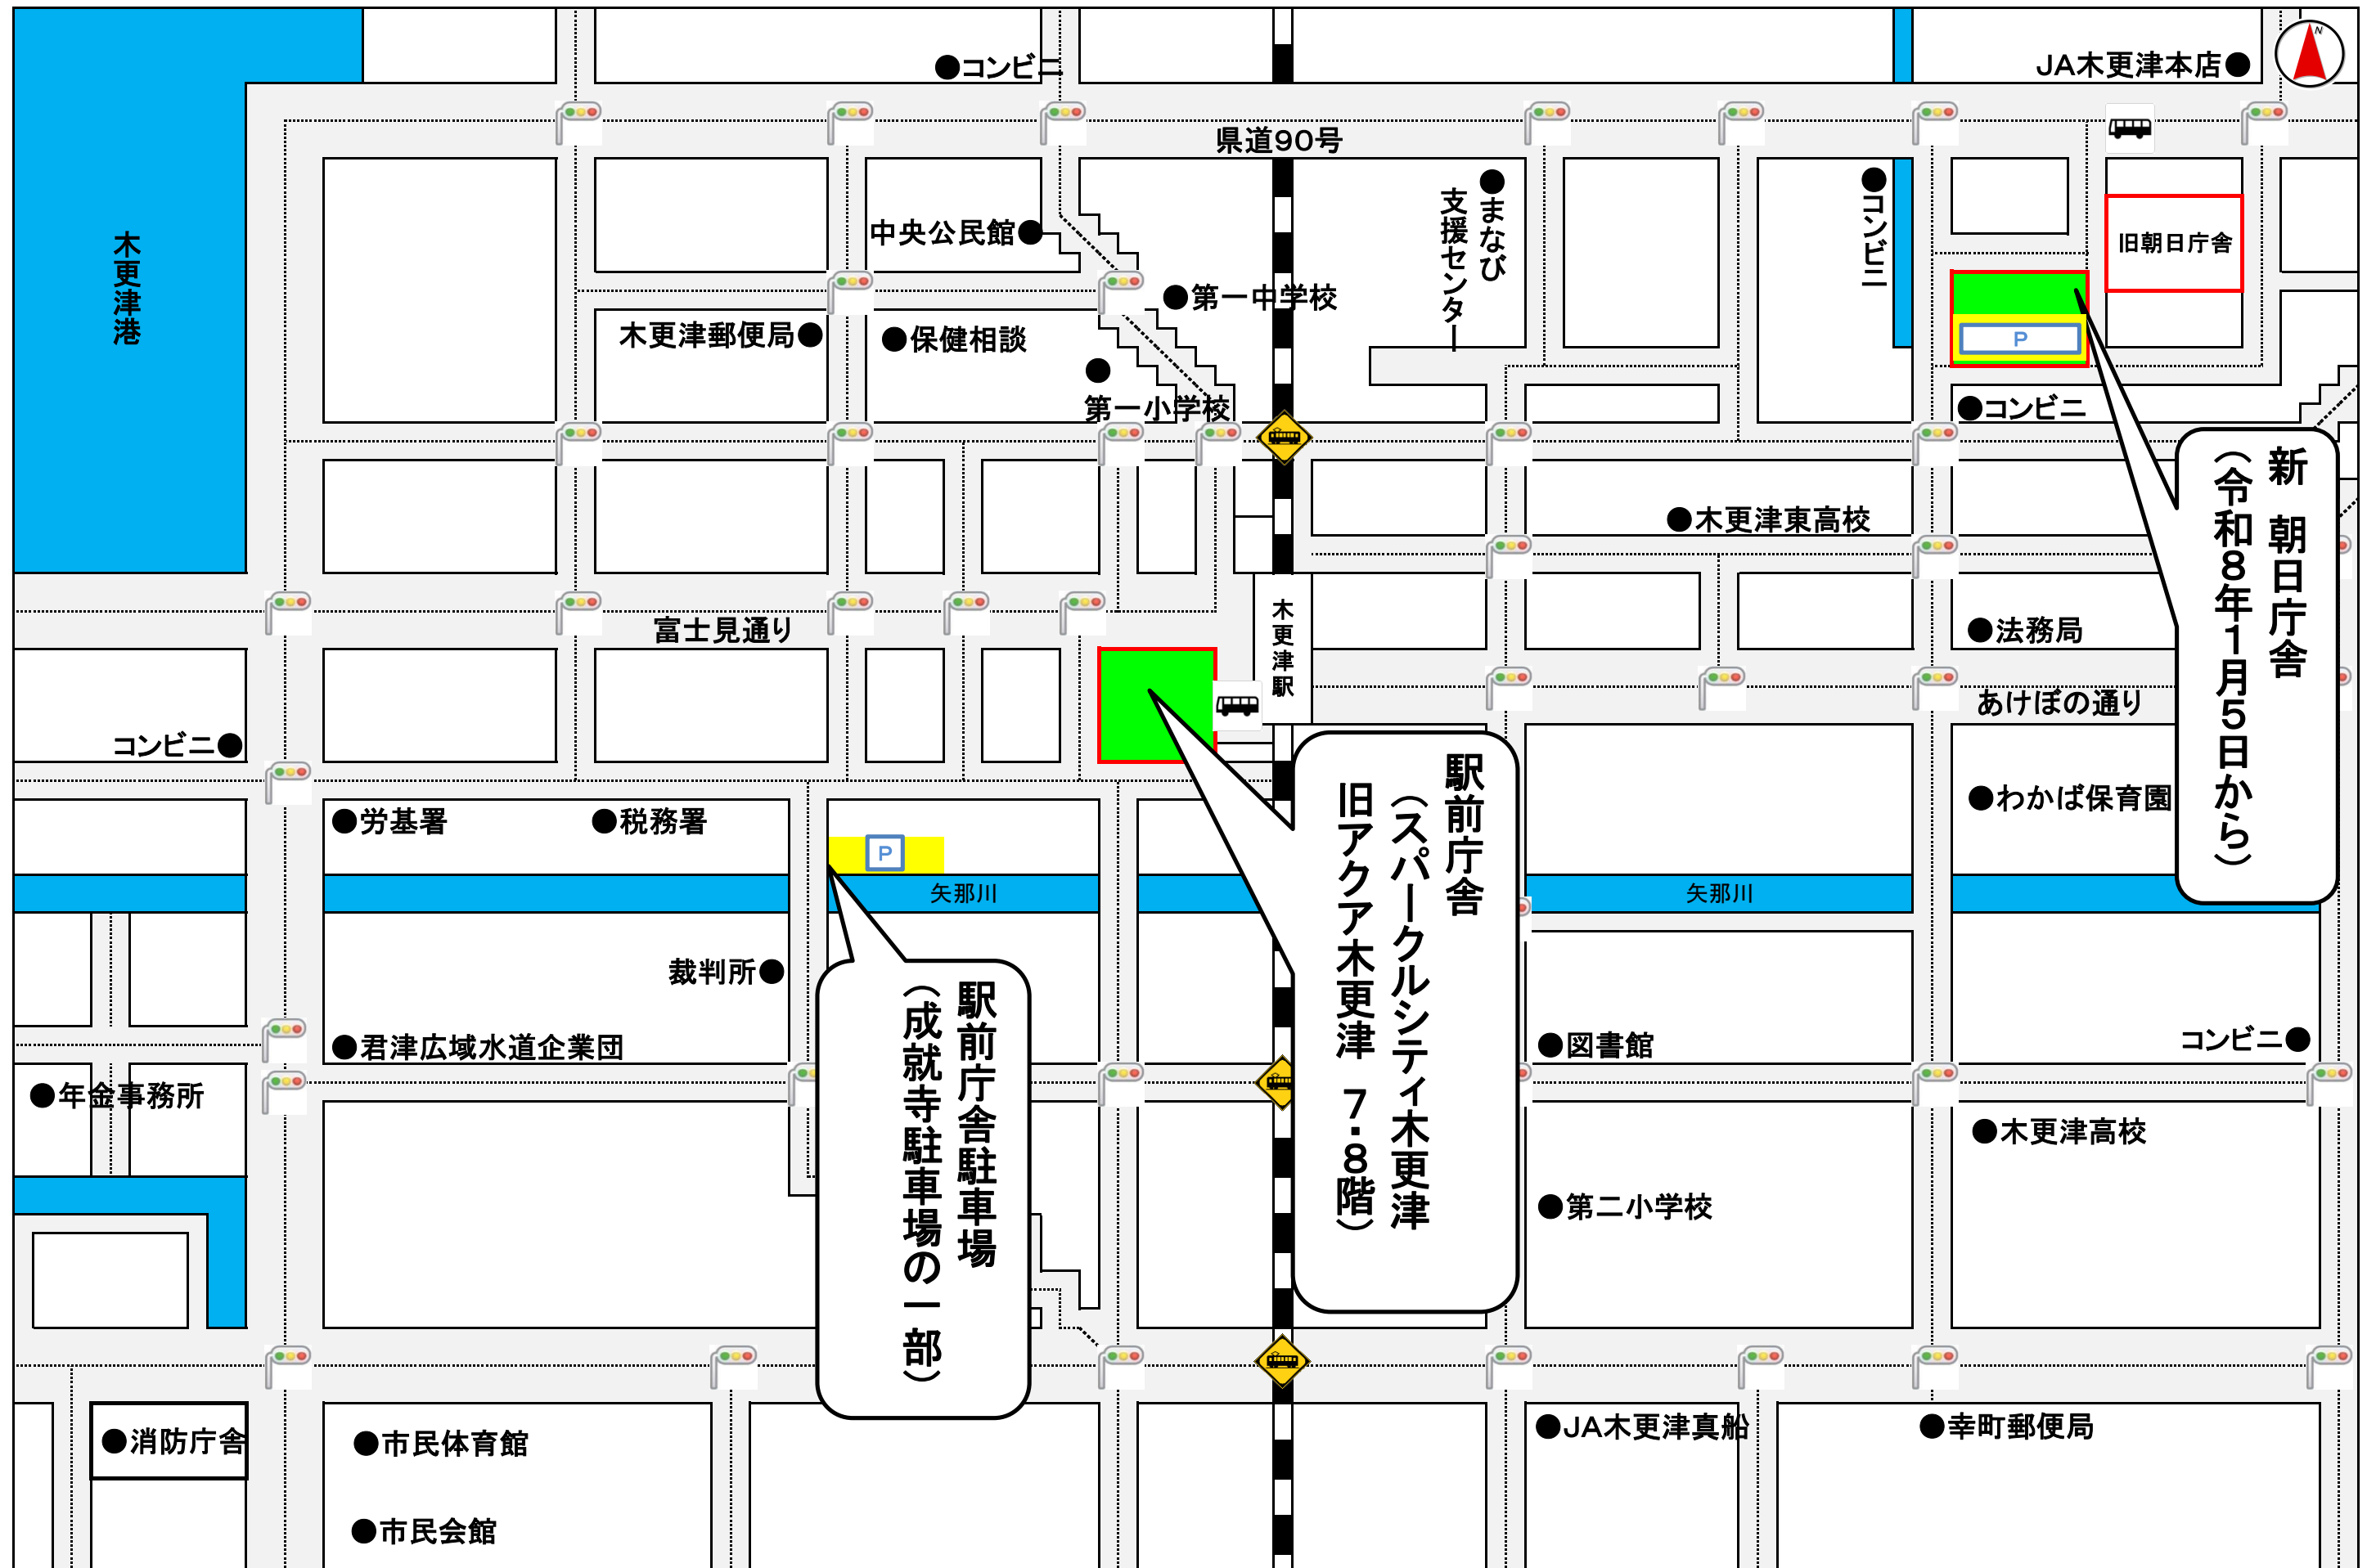 N
●コンビニ
JA木更津本店●
県道90号
木更津港
中央公民館●
●まなび
支援センター
●コンビニ
旧朝日庁舎
●第一中学校
木更津郵便局●
●保健相談
P
●
第一小学校
●コンビニ
新 朝日庁舎
（令和8年1月5日から）
●木更津東高校
富士見通り
木更津駅
●法務局
あけぼの通り
コンビニ●
駅前庁舎
（スパークルシティ木更津
旧アクア木更津 7・8階）
●わかば保育園
●労基署
●税務署
P
矢那川
矢那川
裁判所●
駅前庁舎駐車場
（成就寺駐車場の一部）
●君津広域水道企業団
●図書館
コンビニ●
●年金事務所
●木更津高校
●第二小学校
●消防庁舎
●市民体育館
●JA木更津真船
●幸町郵便局
●市民会館